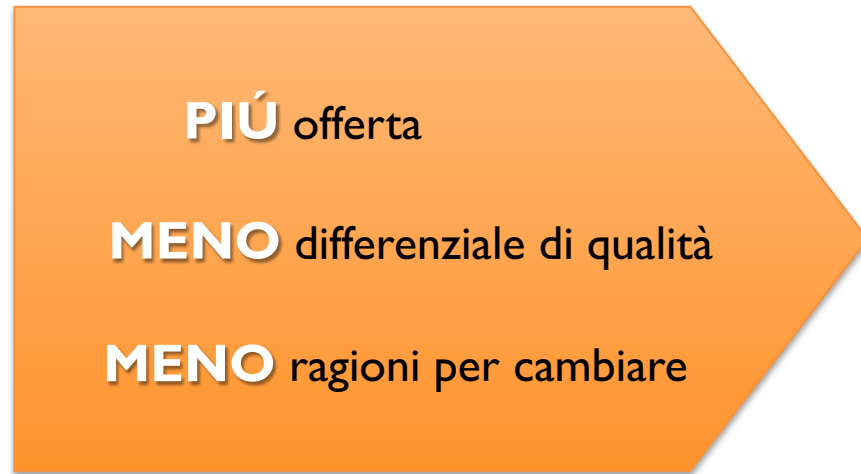 PIÚ offerta
MENO differenziale di qualità
MENO ragioni per cambiare